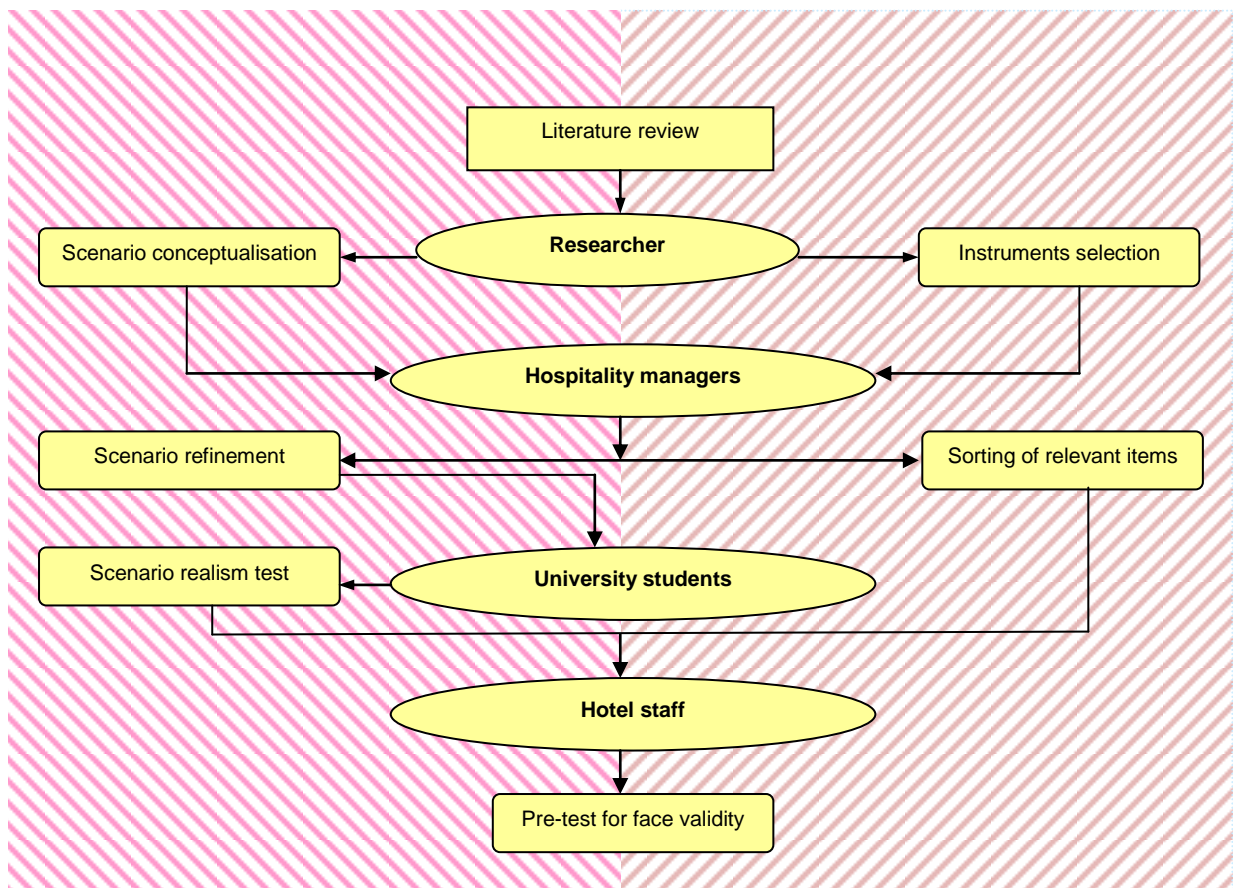 Literature review
Researcher
Scenario conceptualisation
Instruments selection
Hospitality managers
Scenario refinement
Sorting of relevant items
Scenario realism test
University students
Hotel staff
Pre-test for face validity